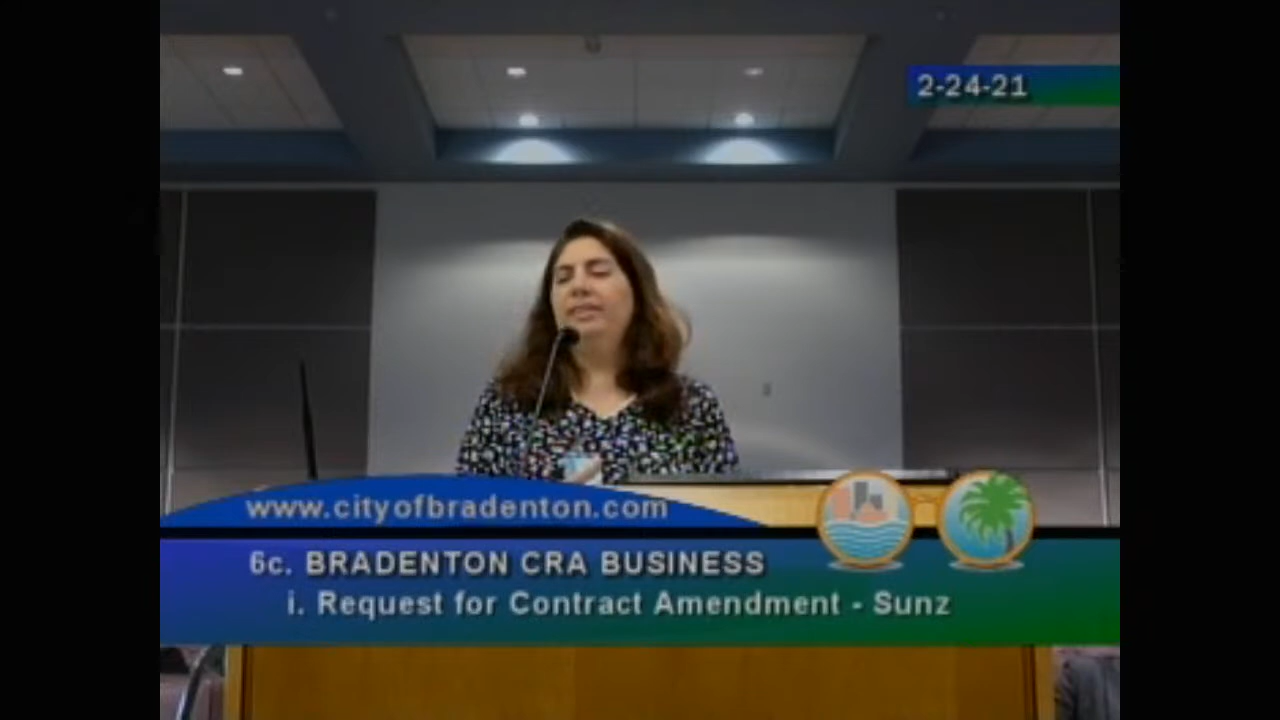 2-24-21
www.cityofbradenton.com
6c. BRADENTON CRA BUSINESS
i. Request for Contract Amendment - Sunz